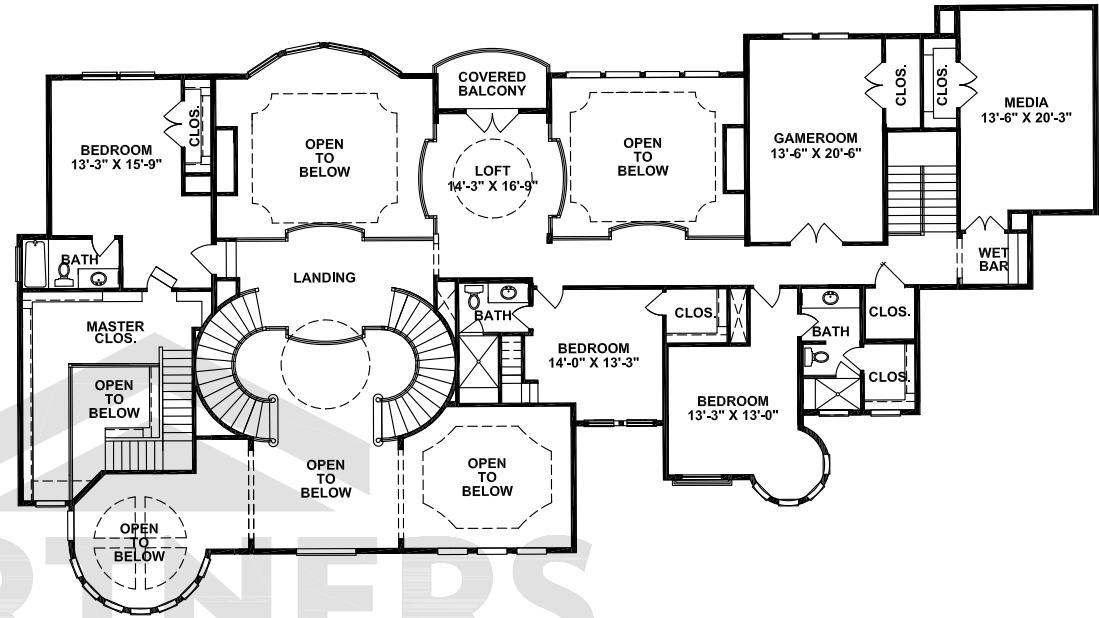 COVERED
BALCONY
CLOS.
CLOS.
MEDIA
13'-6" X 20'-3"
CLOS.
BEDROOM
13'-3" X 15'-9"
OPEN
TO
BELOW
LOFT
14'-3" X 16'-9"
OPEN
TO
BELOW
GAMEROOM
13'-6" X 20'-6"
BATH
LANDING
WET
BAR
MASTER
CLOS.
BATH
CLOS.
BATH
CLOS.
BEDROOM
14'-0" X 13'-3"
OPEN
TO
BELOW
CLOS.
BEDROOM
13'-3" X 13'-0"
OPEN
TO
BELOW
OPEN
TO
BELOW
OPEN
TO
BELOW
RTNERS